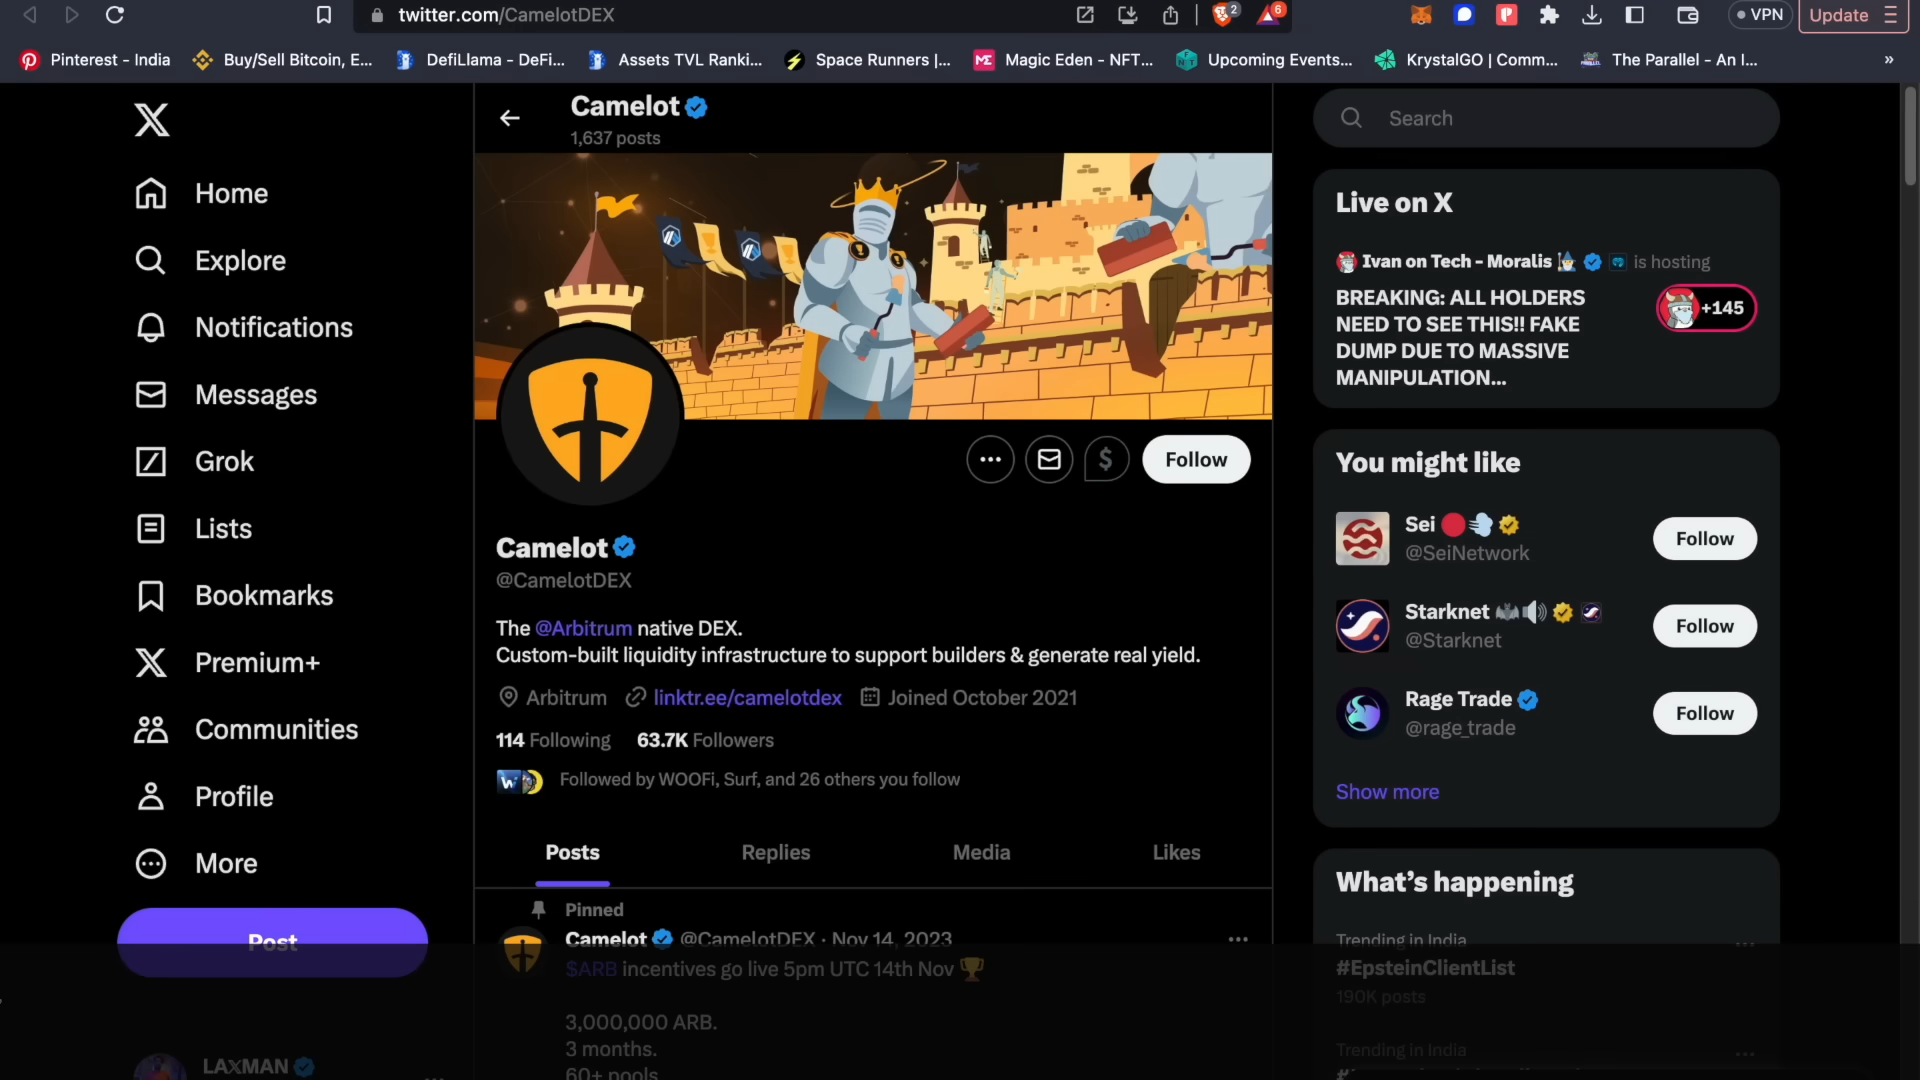 twitter.com/CamelotDEX
2
6
VPN
Update
Pinterest - India
Buy/Sell Bitcoin, E...
DefiLlama - DeFi...
Assets TVL Ranki...
Space Runners |...
ME
Magic Eden - NFT...
Upcoming Events...
KrystalGO | Comm...
The Parallel - An I...
»
Camelot
1,637 posts
Search
Home
Explore
Notifications
Messages
Grok
Lists
Bookmarks
Premium+
Communities
Profile
More
Post
LAXMAN
Follow
Camelot
@CamelotDEX
The @Arbitrum native DEX.
Custom-built liquidity infrastructure to support builders & generate real yield.
Arbitrum linktr.ee/camelotdex Joined October 2021
114 Following 63.7K Followers
Followed by WOOFi, Surf, and 26 others you follow
Posts Replies Media Likes
Pinned
Camelot @CamelotDEX · Nov 14, 2023
$ARB incentives go live 5pm UTC 14th Nov
3,000,000 ARB.
3 months.
60+ pools
Live on X
Ivan on Tech - Moralis is hosting
BREAKING: ALL HOLDERS
NEED TO SEE THIS!! FAKE
DUMP DUE TO MASSIVE
MANIPULATION...
+145
You might like
Sei
@SeiNetwork
Follow
Starknet
@Starknet
Follow
Rage Trade
@rage_trade
Follow
Show more
What's happening
Trending in India
#EpsteinClientList
190K posts
Trending in India